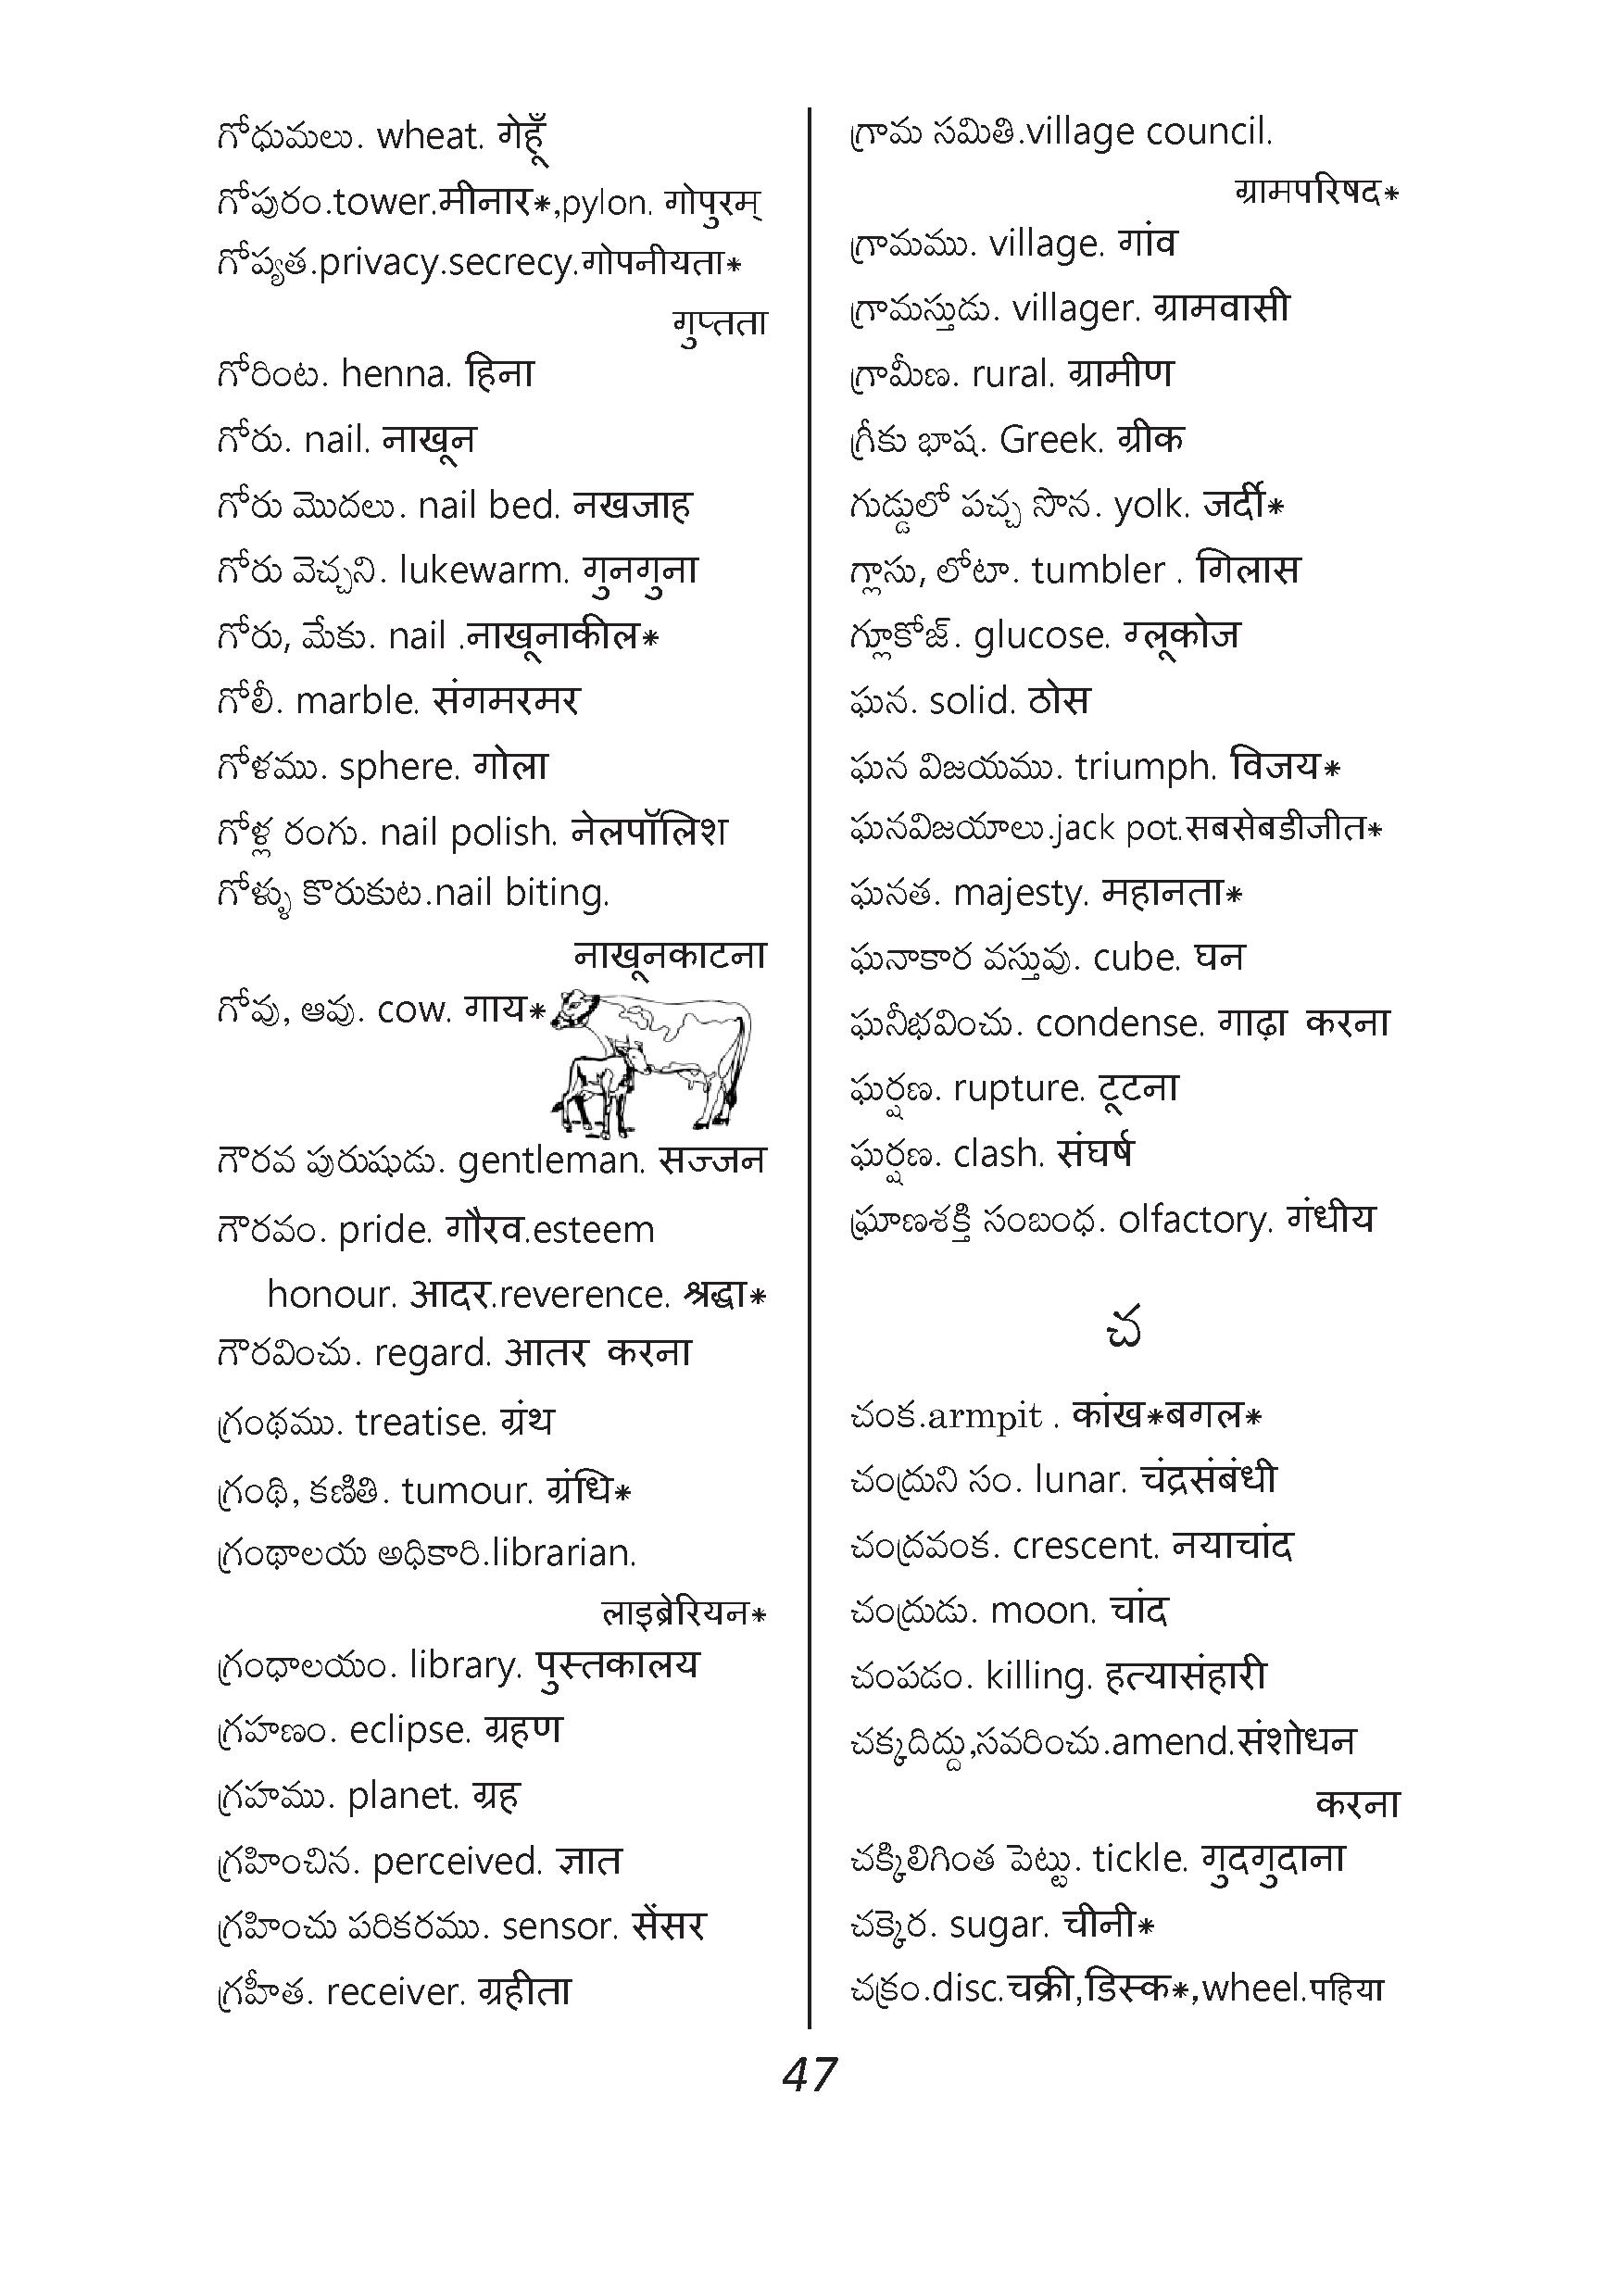 గోధుమలు. wheat. गेहूँ
గోపురం.tower.मीनार*,pylon. गोपुरम्
గోప్యత.privacy.secrecy.गोपनीयता*
गुप्तता
గోరింట. henna. हिना
గోరు. nail. नाखून
గోరు మొదలు. nail bed. नखजाह
గోరు వెచ్చని. lukewarm. गुनगुना
గోరు, మేకు. nail .नाखूनाकील*
గోలీ. marble. संगमरमर
గోళము. sphere. गोला
గోళ్ల రంగు. nail polish. नेलपॉलिश
గోళ్ళు కొరుకుట.nail biting.
नाखूनकाटना
గోవు, ఆవు. cow. गाय*
గౌరవ పురుషుడు. gentleman. सज्जन
గౌరవం. pride. गौरव.esteem
honour. आदर.reverence. श्रद्धा*
గౌరవించు. regard. आतर करना
గ్రంథము. treatise. ग्रंथ
గ్రంథి, కణితి. tumour. ग्रंधि*
గ్రంథాలయ అధికారి.librarian.
लाइब्रेरियन*
గ్రంధాలయం. library. पुस्तकालय
గ్రహణం. eclipse. ग्रहण
గ్రహము. planet. ग्रह
గ్రహించిన. perceived. ज्ञात
గ్రహించు పరికరము. sensor. सेंसर
గ్రహీత. receiver. ग्रहीता
గ్రామ సమితి.village council.
ग्रामपरिषद*
గ్రామము. village. गांव
గ్రామస్తుడు. villager. ग्रामवासी
గ్రామీణ. rural. ग्रामीण
గ్రీకు భాష. Greek. ग्रीक
గుడ్డులో పచ్చ సొన. yolk. जर्दी*
గ్లాసు, లోటా. tumbler . गिलास
గ్లూకోజ్. glucose. ग्लूकोज
ఘన. solid. ठोस
ఘన విజయము. triumph. विजय*
ఘనవిజయాలు.jack pot.सबसेबडीजीत*
ఘనత. majesty. महानता*
ఘనాకార వస్తువు. cube. घन
ఘనీభవించు. condense. गाढ़ा करना
ఘర్షణ. rupture. टूटना
ఘర్షణ. clash. संघर्ष
ఘ్రాణశక్తి సంబంధ. olfactory. गंधीय
చ
చంక.armpit . कांख*बगल*
చంద్రుని సం. lunar. चंद्रसंबंधी
చంద్రవంక. crescent. नयाचांद
చంద్రుడు. moon. चांद
చంపడం. killing. हत्यासंहारी
చక్కదిద్దు,సవరించు.amend.संशोधन
करना
చక్కిలిగింత పెట్టు. tickle. गुदगुदाना
చక్కెర. sugar. चीनी*
చక్రం.disc.चक्री,डिस्क*,wheel.पहिया
47